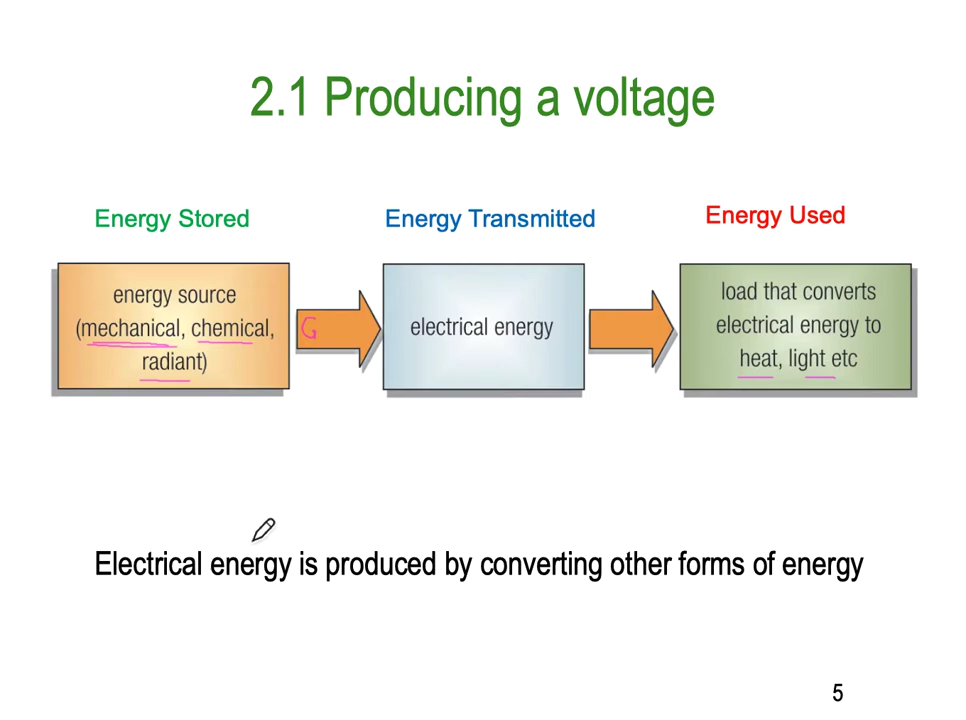 2.1 Producing a voltage
Energy Stored
Energy Transmitted
Energy Used
energy source
(mechanical, chemical,
radiant)
G
electrical energy
load that converts
electrical energy to
heat, light etc
Electrical energy is produced by converting other forms of energy
5